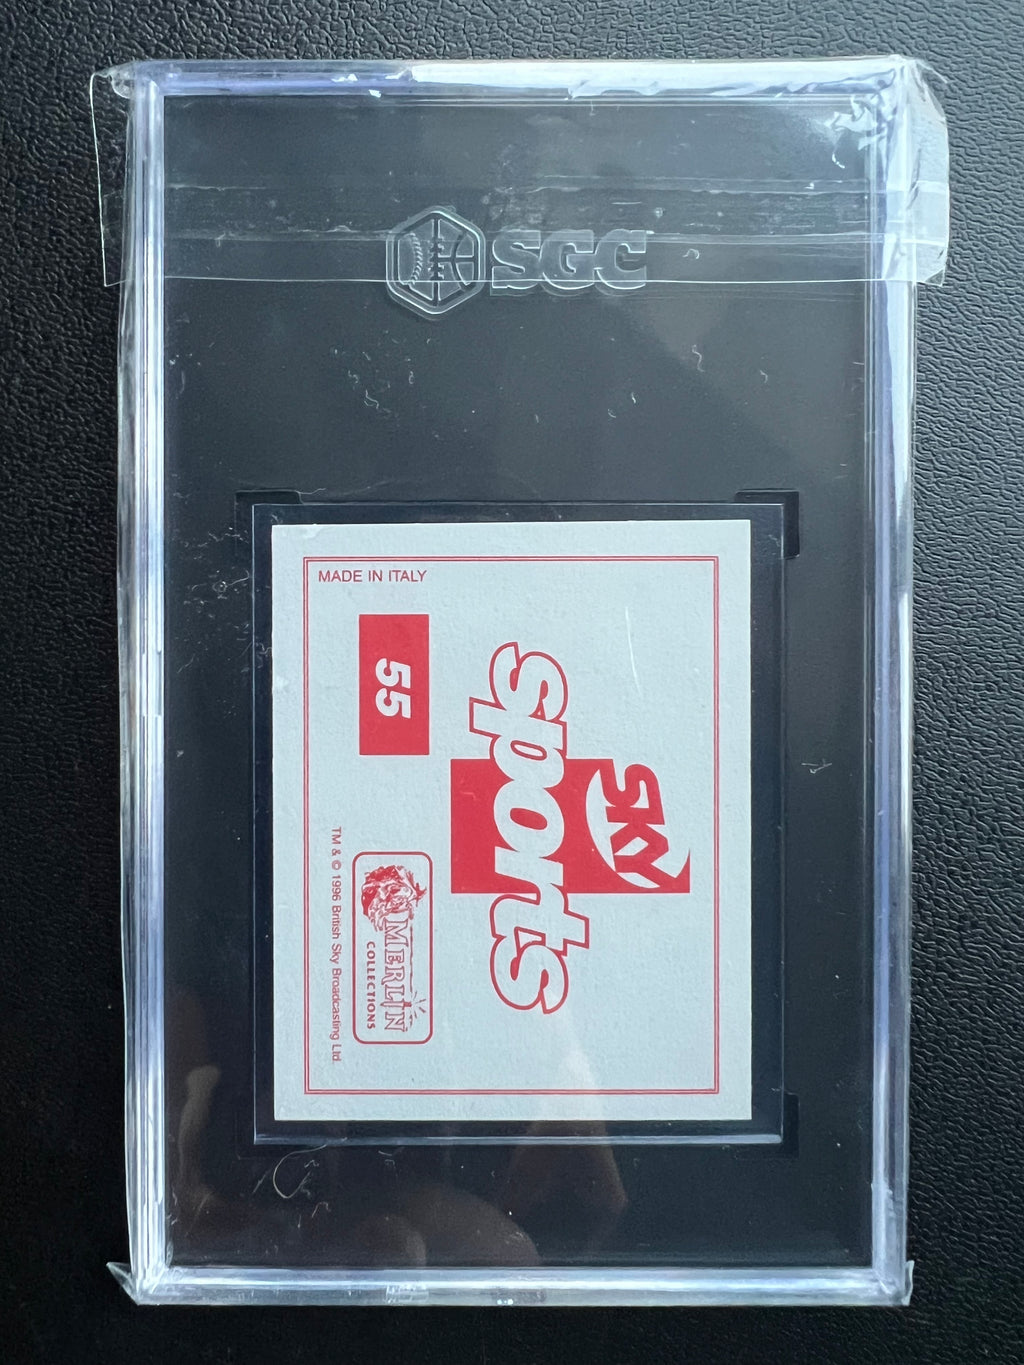 SGC
MADE IN ITALY
55
SKY
sports
MERLIN
COLLECTIONS
TM & © 1996 British Sky Broadcasting Ltd.